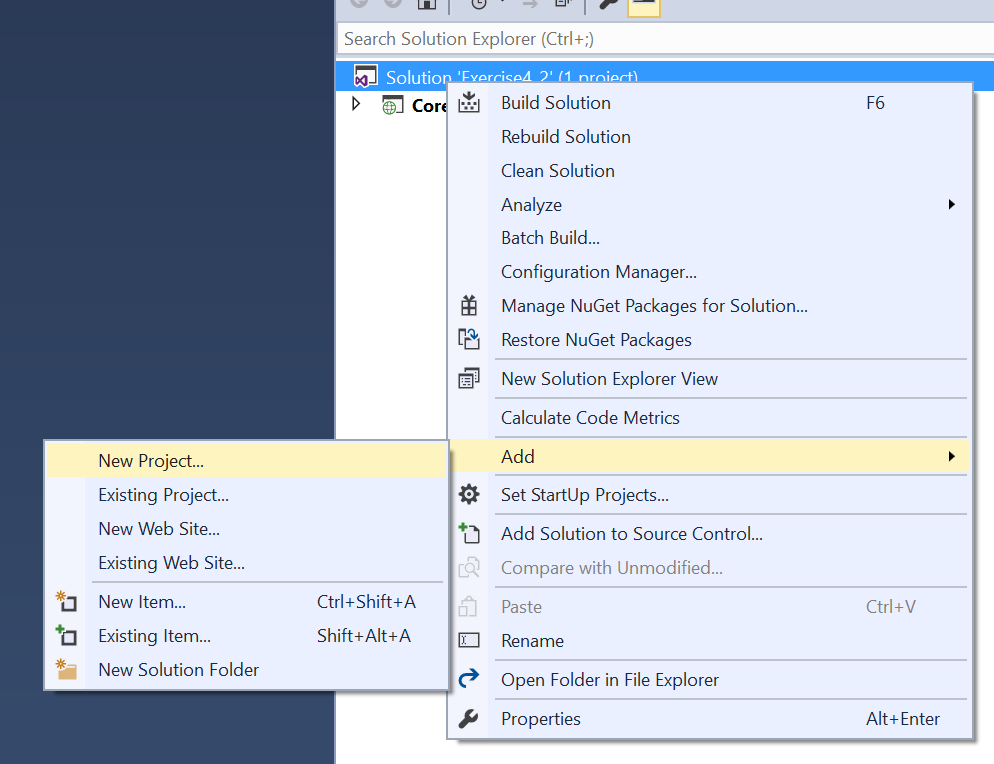 Search Solution Explorer (Ctrl+;)
Solution 'Exercise4_2' (1 project)
Core
Build Solution F6
Rebuild Solution
Clean Solution
Analyze
Batch Build...
Configuration Manager...
Manage NuGet Packages for Solution...
Restore NuGet Packages
New Solution Explorer View
Calculate Code Metrics
Add
Set StartUp Projects...
Add Solution to Source Control...
Compare with Unmodified...
Paste Ctrl+V
Rename
Open Folder in File Explorer
Properties Alt+Enter
New Project...
Existing Project...
New Web Site...
Existing Web Site...
New Item... Ctrl+Shift+A
Existing Item... Shift+Alt+A
New Solution Folder